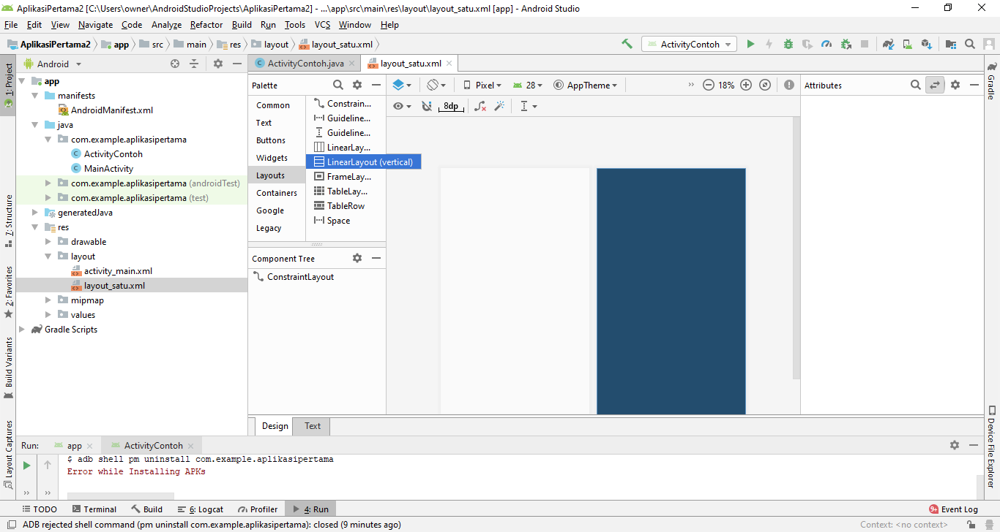 AplikasiPertama2 [C:\Users\owner\AndroidStudioProjects\AplikasiPertama2] - ...\app\src\main\res\layout\layout_satu.xml [app] - Android Studio
File Edit View Navigate Code Analyze Refactor Build Run Tools VCS Window Help
AplikasiPertama2 app src main res layout layout_satu.xml ActivityContoh
1: Project
7: Structure
2: Favorites
Build Variants
Layout Captures
Android
app
manifests
AndroidManifest.xml
java
com.example.aplikasipertama
ActivityContoh
MainActivity
com.example.aplikasipertama (androidTest)
com.example.aplikasipertama (test)
generatedJava
res
drawable
layout
activity_main.xml
layout_satu.xml
mipmap
values
Gradle Scripts
ActivityContoh.java layout_satu.xml
Palette
Common
Text
Buttons
Widgets
Layouts
Containers
Google
Legacy
Constrain...
Guideline...
Guideline...
LinearLay...
LinearLayout (vertical)
FrameLay...
TableLay...
TableRow
Space
Component Tree
ConstraintLayout
Pixel 28 AppTheme 18%
8dp
Attributes
Gradle
Device File Explorer
Design Text
Run: app ActivityContoh
$ adb shell pm uninstall com.example.aplikasipertama
Error while Installing APKs
TODO Terminal Build 6: Logcat Profiler 4: Run 9+ Event Log
ADB rejected shell command (pm uninstall com.example.aplikasipertama): closed (9 minutes ago) Context: <no context>